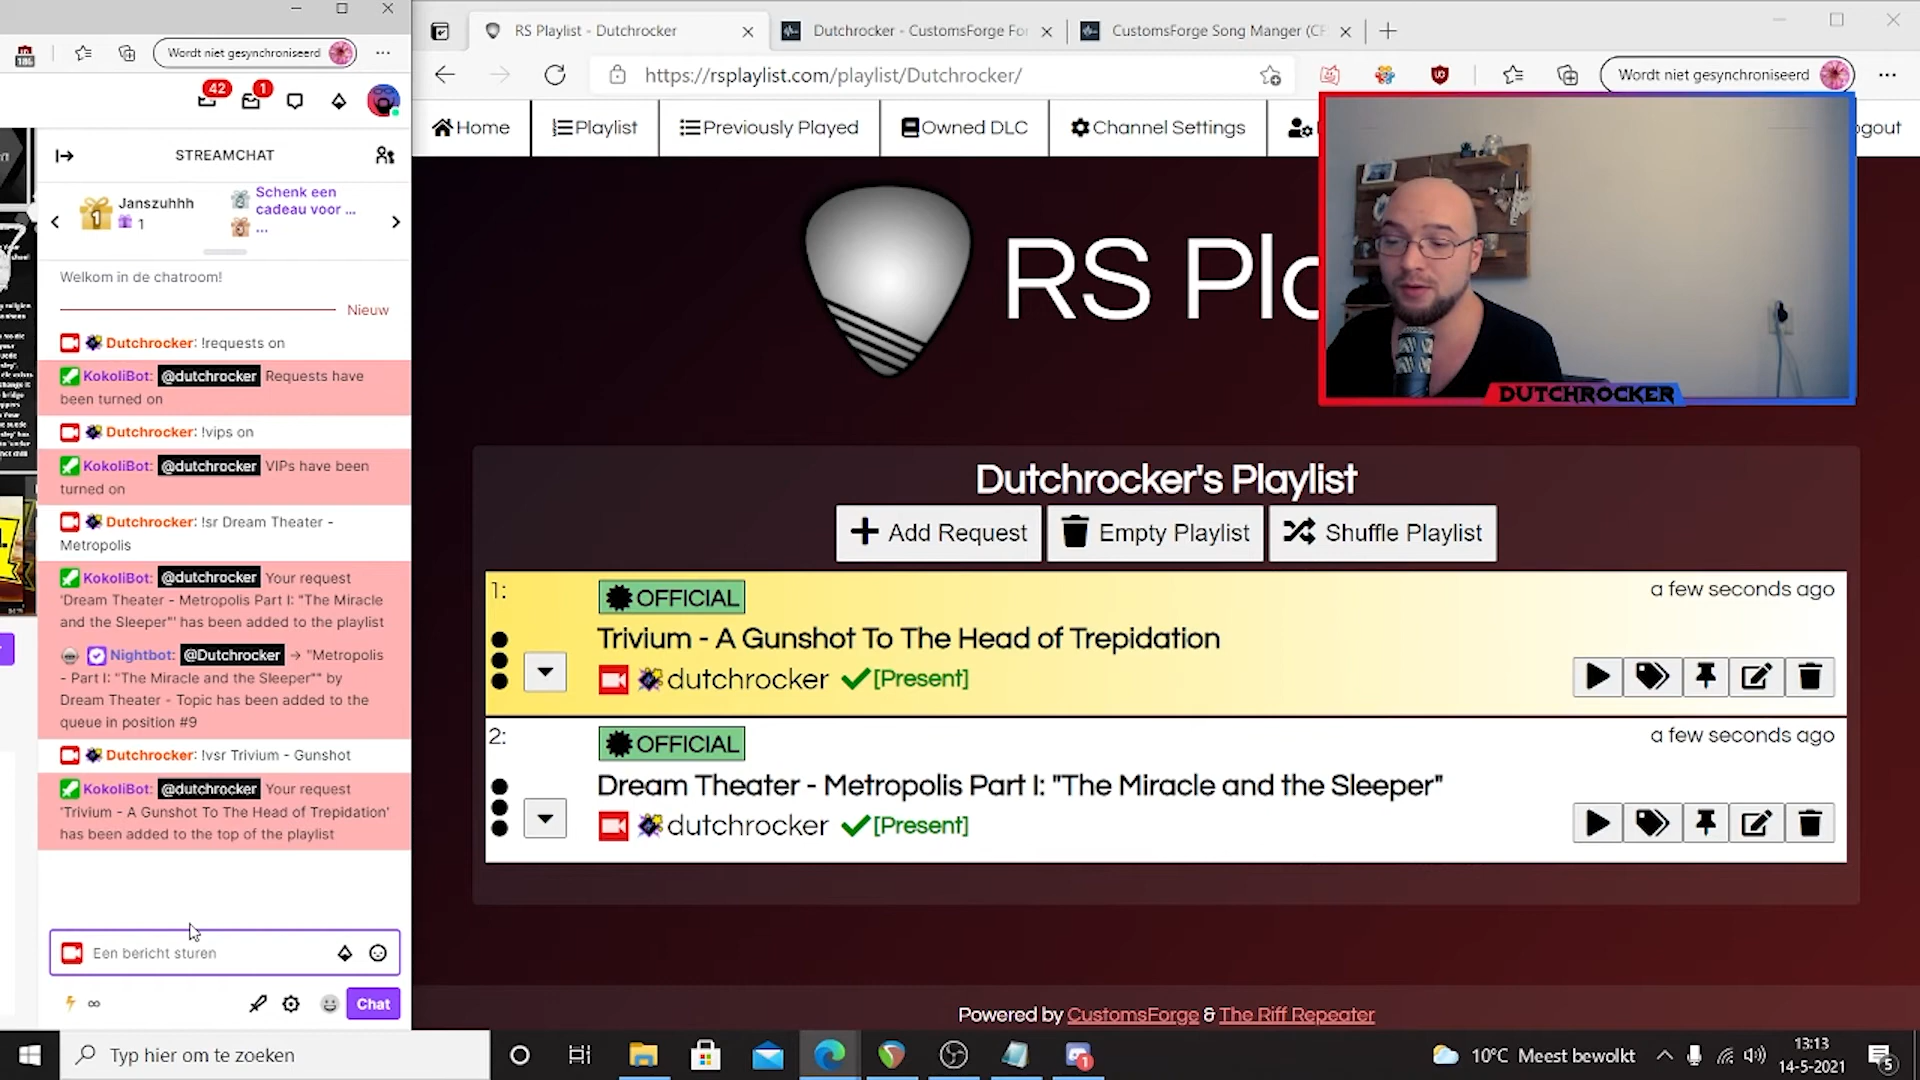 RS Playlist - Dutchrocker
Dutchrocker - CustomsForge For
CustomsForge Song Manger (CF
186
Wordt niet gesynchroniseerd
https://rsplaylist.com/playlist/Dutchrocker/
Wordt niet gesynchroniseerd
42
1
Home
Playlist
Previously Played
Owned DLC
Channel Settings
ogout
STREAMCHAT
Janszuhhh
1
1
Schenk een
cadeau voor ...
...
Welkom in de chatroom!
Nieuw
Dutchrocker: !requests on
KokoliBot: @dutchrocker Requests have
been turned on
Dutchrocker: !vips on
KokoliBot: @dutchrocker VIPs have been
turned on
Dutchrocker: !sr Dream Theater -
Metropolis
KokoliBot: @dutchrocker Your request
'Dream Theater - Metropolis Part I: "The Miracle
and the Sleeper"' has been added to the playlist
Nightbot: @Dutchrocker → "Metropolis
- Part I: "The Miracle and the Sleeper"" by
Dream Theater - Topic has been added to the
queue in position #9
Dutchrocker: !vsr Trivium - Gunshot
KokoliBot: @dutchrocker Your request
'Trivium - A Gunshot To The Head of Trepidation'
has been added to the top of the playlist
Een bericht sturen
Chat
RS Pla
DUTCHROCKER
Dutchrocker's Playlist
Add Request
Empty Playlist
Shuffle Playlist
1:
OFFICIAL
a few seconds ago
Trivium - A Gunshot To The Head of Trepidation
dutchrocker [Present]
2:
OFFICIAL
a few seconds ago
Dream Theater - Metropolis Part I: "The Miracle and the Sleeper"
dutchrocker [Present]
Powered by CustomsForge & The Riff Repeater
Typ hier om te zoeken
1
10°C Meest bewolkt
13:13
14-5-2021
5